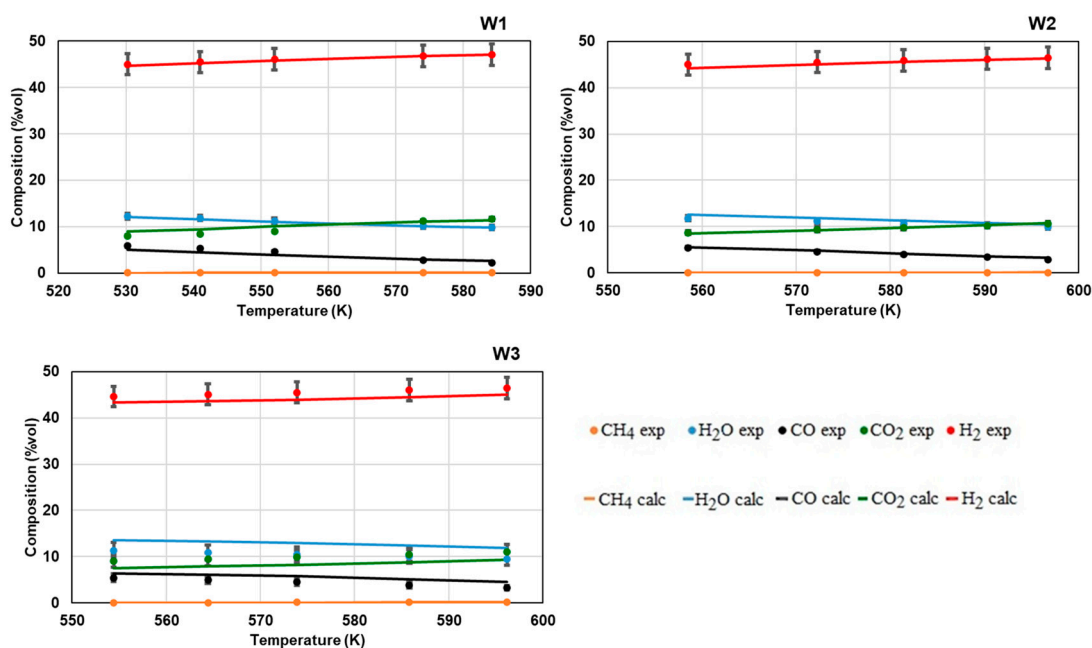 W1
Composition (%vol)
50
40
30
20
10
0
520 530 540 550 560 570 580 590
Temperature (K)
W2
Composition (%vol)
50
40
30
20
10
0
550 560 570 580 590 600
Temperature (K)
W3
Composition (%vol)
50
40
30
20
10
0
550 560 570 580 590 600
Temperature (K)
CH₄ exp H₂O exp CO exp CO₂ exp H₂ exp
CH₄ calc H₂O calc CO calc CO₂ calc H₂ calc